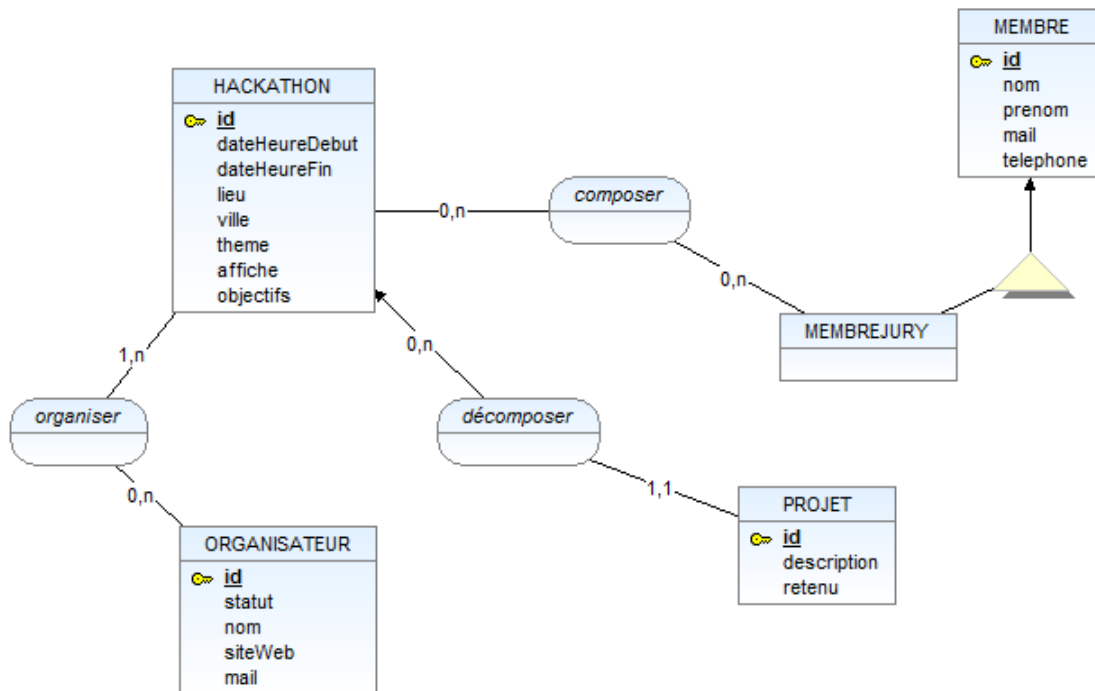 MEMBRE
id
nom
prenom
mail
telephone
HACKATHON
id
dateHeureDebut
dateHeureFin
lieu
ville
theme
affiche
objectifs
composer
0,n
0,n
MEMBREJURY
1,n
0,n
organiser
décomposer
0,n
1,1
PROJET
id
description
retenu
ORGANISATEUR
id
statut
nom
siteWeb
mail